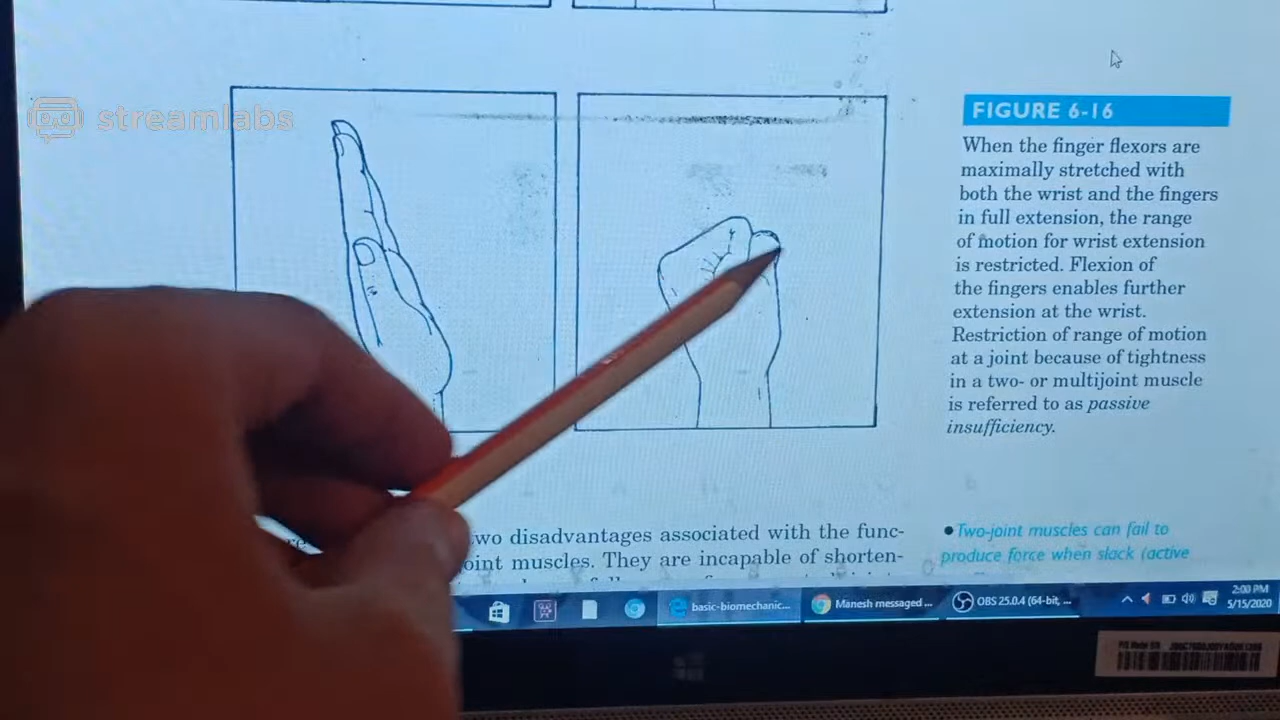 streamlabs
FIGURE 6-16
When the finger flexors are
maximally stretched with
both the wrist and the fingers
in full extension, the range
of motion for wrist extension
is restricted. Flexion of
the fingers enables further
extension at the wrist.
Restriction of range of motion
at a joint because of tightness
in a two- or multijoint muscle
is referred to as passive
insufficiency.
two disadvantages associated with the func-
joint muscles. They are incapable of shorten-
●Two-joint muscles can fail to
produce force when slack (active
basic-biomechanic...
Manesh messaged ...
OBS 25.0.4 (64-bit, ...
2:00 PM
5/15/2020